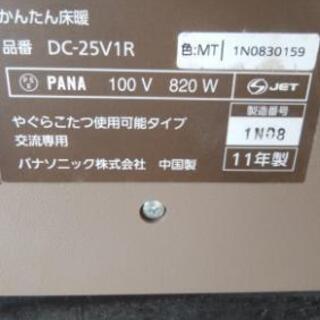 かんたん床暖
品番 DC-25V1R 色:MT 1N0830159
PS E PANA 100 V 820 W S JET
やぐらこたつ使用可能タイプ 製造番号
交流専用 1N08
パナソニック株式会社 中国製 11年製